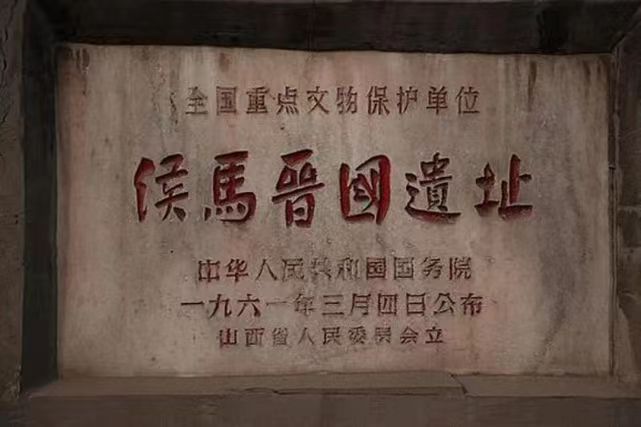 全国重点文物保护单位
侯馬晋國遺址
中华人民共和国国务院
一九六一年三月四日公布
山西省人民委员会立